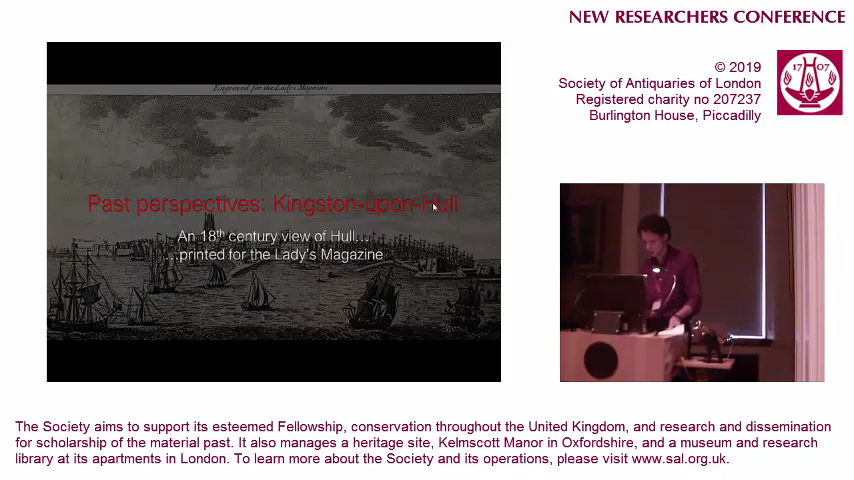 NEW RESEARCHERS CONFERENCE
© 2019
Society of Antiquaries of London
Registered charity no 207237
Burlington House, Piccadilly
17 07
Engraved for the Lady's Magazine.
Past perspectives: Kingston-upon-Hull
An 18th century view of Hull...
...printed for the Lady's Magazine
The Society aims to support its esteemed Fellowship, conservation throughout the United Kingdom, and research and dissemination
for scholarship of the material past. It also manages a heritage site, Kelmscott Manor in Oxfordshire, and a museum and research
library at its apartments in London. To learn more about the Society and its operations, please visit www.sal.org.uk.